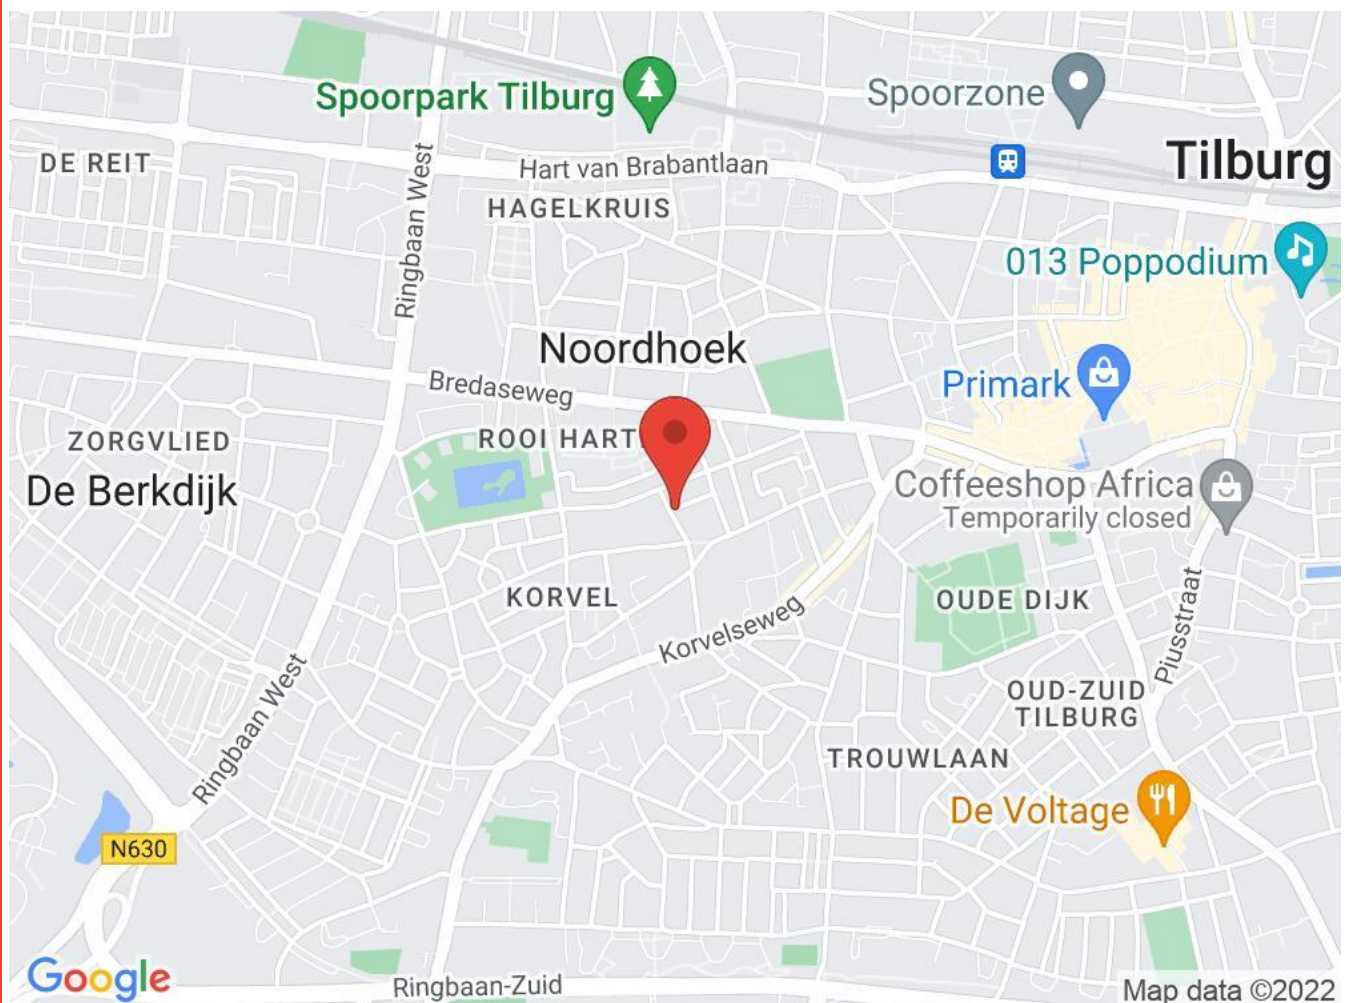 Spoorpark Tilburg
Spoorzone
Tilburg
DE REIT
Ringbaan West
Hart van Brabantlaan
HAGELKRUIS
013 Poppodium
Noordhoek
Bredaseweg
Primark
ZORGVLIED
De Berkdijk
ROOI HART
Coffeeshop Africa
Temporarily closed
KORVEL
Korvelseweg
OUDE DIJK
Piusstraat
Ringbaan West
OUD-ZUID
TILBURG
TROUWLAAN
De Voltage
N630
Google
Ringbaan-Zuid
Map data ©2022